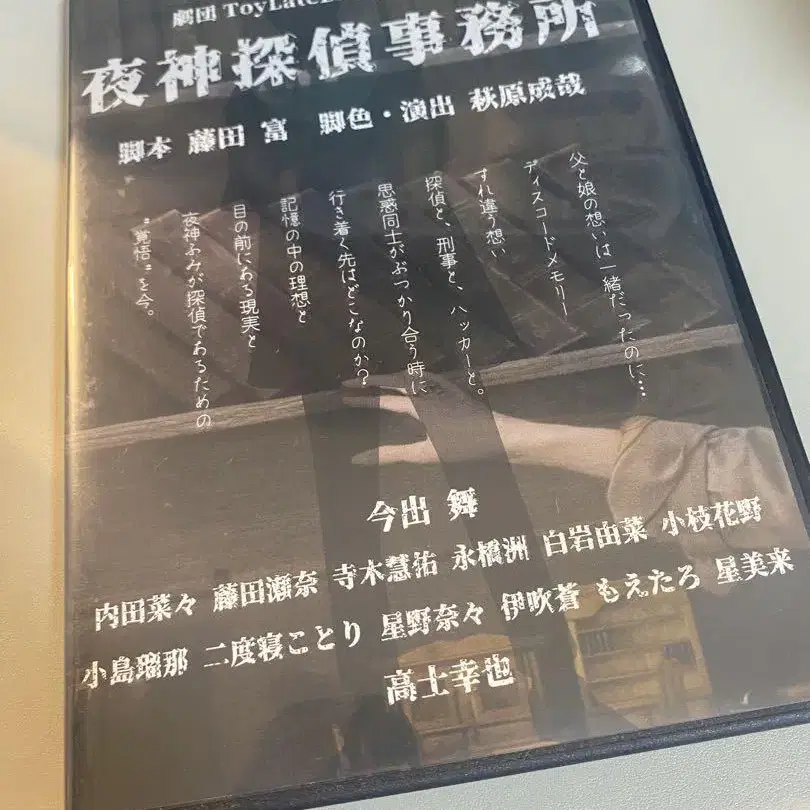 劇団 ToyLate
夜神探偵事務所
脚本 藤田 富 脚色・演出 萩原成哉
父と娘の想いは一緒だったのに…
ディスコードメモリー
すれ違う想い
探偵と、刑事と、ハッカーと。
思惑同士がぶつかり合う時に
行き着く先はどこなのか?
記憶の中の理想と
目の前にある現実と
夜神ふみが探偵であるための
"覚悟"を今。
今出 舞
内田菜々 藤田瀬奈 寺木慧佑 永橋洲 白岩由菜 小枝花野
小島瑠那 二度寝ことり 星野奈々 伊吹蒼 もえたろ 星美来
高士幸也